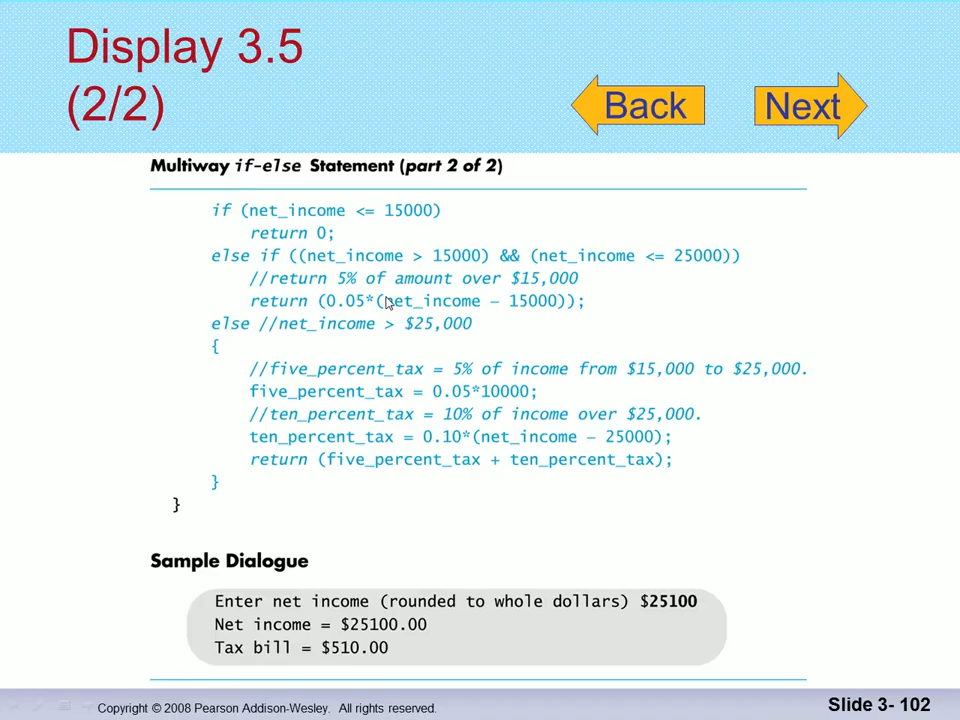 Display 3.5
(2/2)
Back
Next
Multiway if-else Statement (part 2 of 2)
if (net_income <= 15000)
return 0;
else if ((net_income > 15000) && (net_income <= 25000))
//return 5% of amount over $15,000
return (0.05*(net_income – 15000));
else //net_income > $25,000
{
//five_percent_tax = 5% of income from $15,000 to $25,000.
five_percent_tax = 0.05*10000;
//ten_percent_tax = 10% of income over $25,000.
ten_percent_tax = 0.10*(net_income – 25000);
return (five_percent_tax + ten_percent_tax);
}
}
Sample Dialogue
Enter net income (rounded to whole dollars) $25100
Net income = $25100.00
Tax bill = $510.00
Copyright © 2008 Pearson Addison-Wesley. All rights reserved.
Slide 3- 102